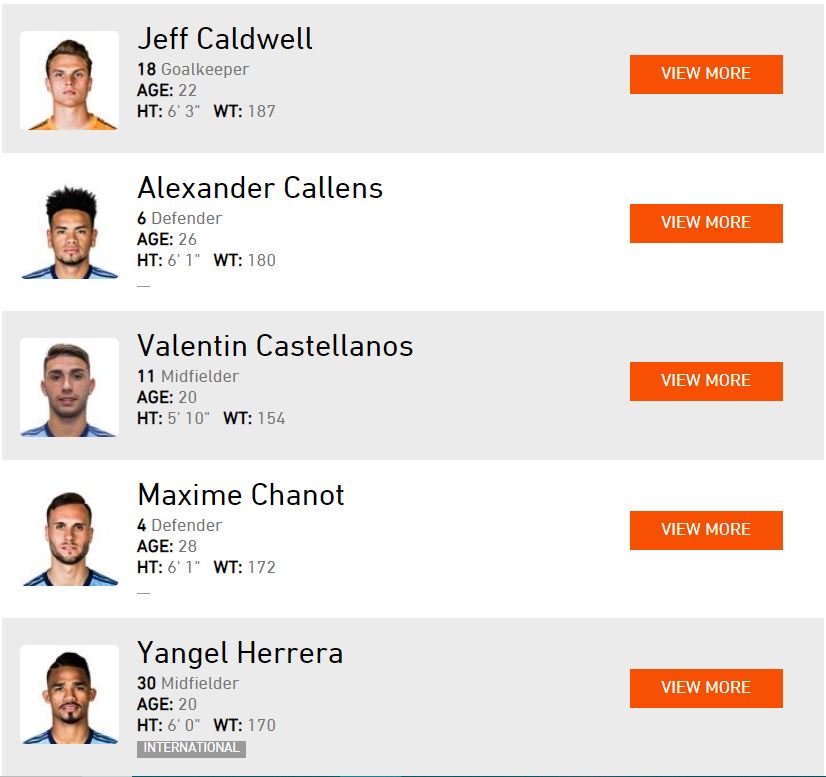 Jeff Caldwell
18 Goalkeeper
AGE: 22
HT: 6' 3" WT: 187
VIEW MORE
Alexander Callens
6 Defender
AGE: 26
HT: 6' 1" WT: 180
—
VIEW MORE
Valentin Castellanos
11 Midfielder
AGE: 20
HT: 5' 10" WT: 154
VIEW MORE
Maxime Chanot
4 Defender
AGE: 28
HT: 6' 1" WT: 172
—
VIEW MORE
Yangel Herrera
30 Midfielder
AGE: 20
HT: 6' 0" WT: 170
INTERNATIONAL
VIEW MORE